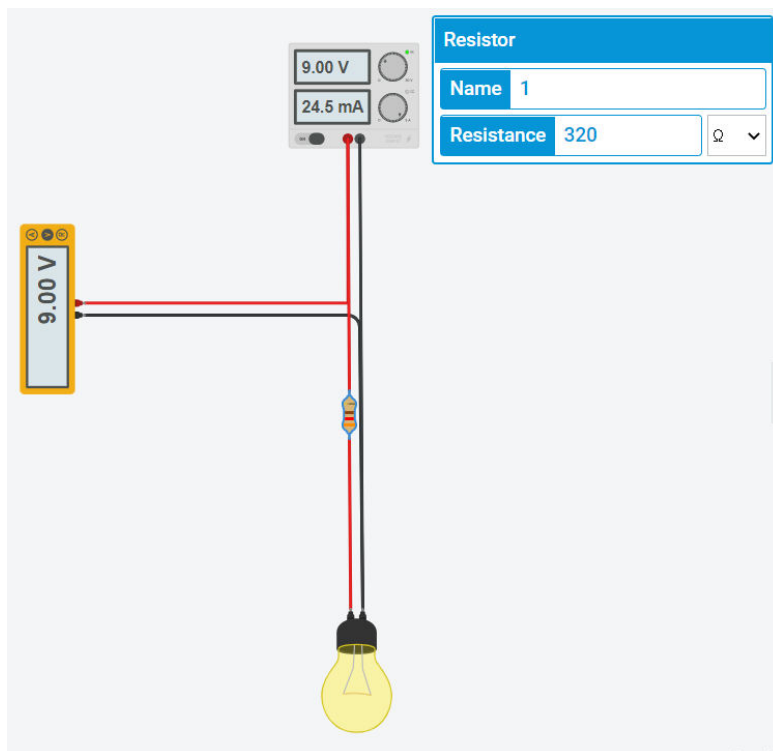 Resistor
Name 1
Resistance 320 Ω
9.00 V
24.5 mA
A V R
9.00 V